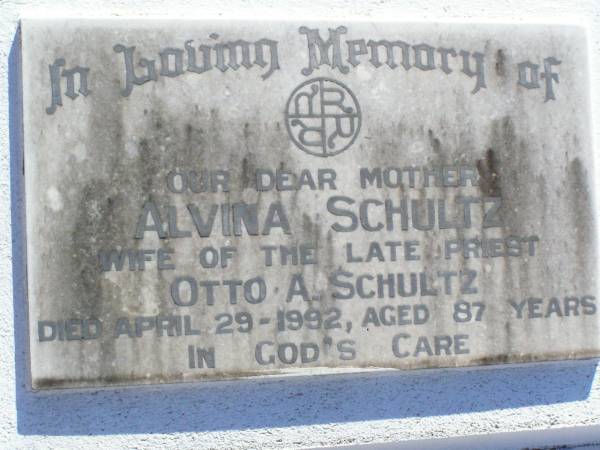 In Loving Memory of
R R R R
OUR DEAR MOTHER
ALVINA SCHULTZ
WIFE OF THE LATE PRIEST
OTTO A. SCHULTZ
DIED APRIL 29-1992, AGED 87 YEARS
IN GOD'S CARE